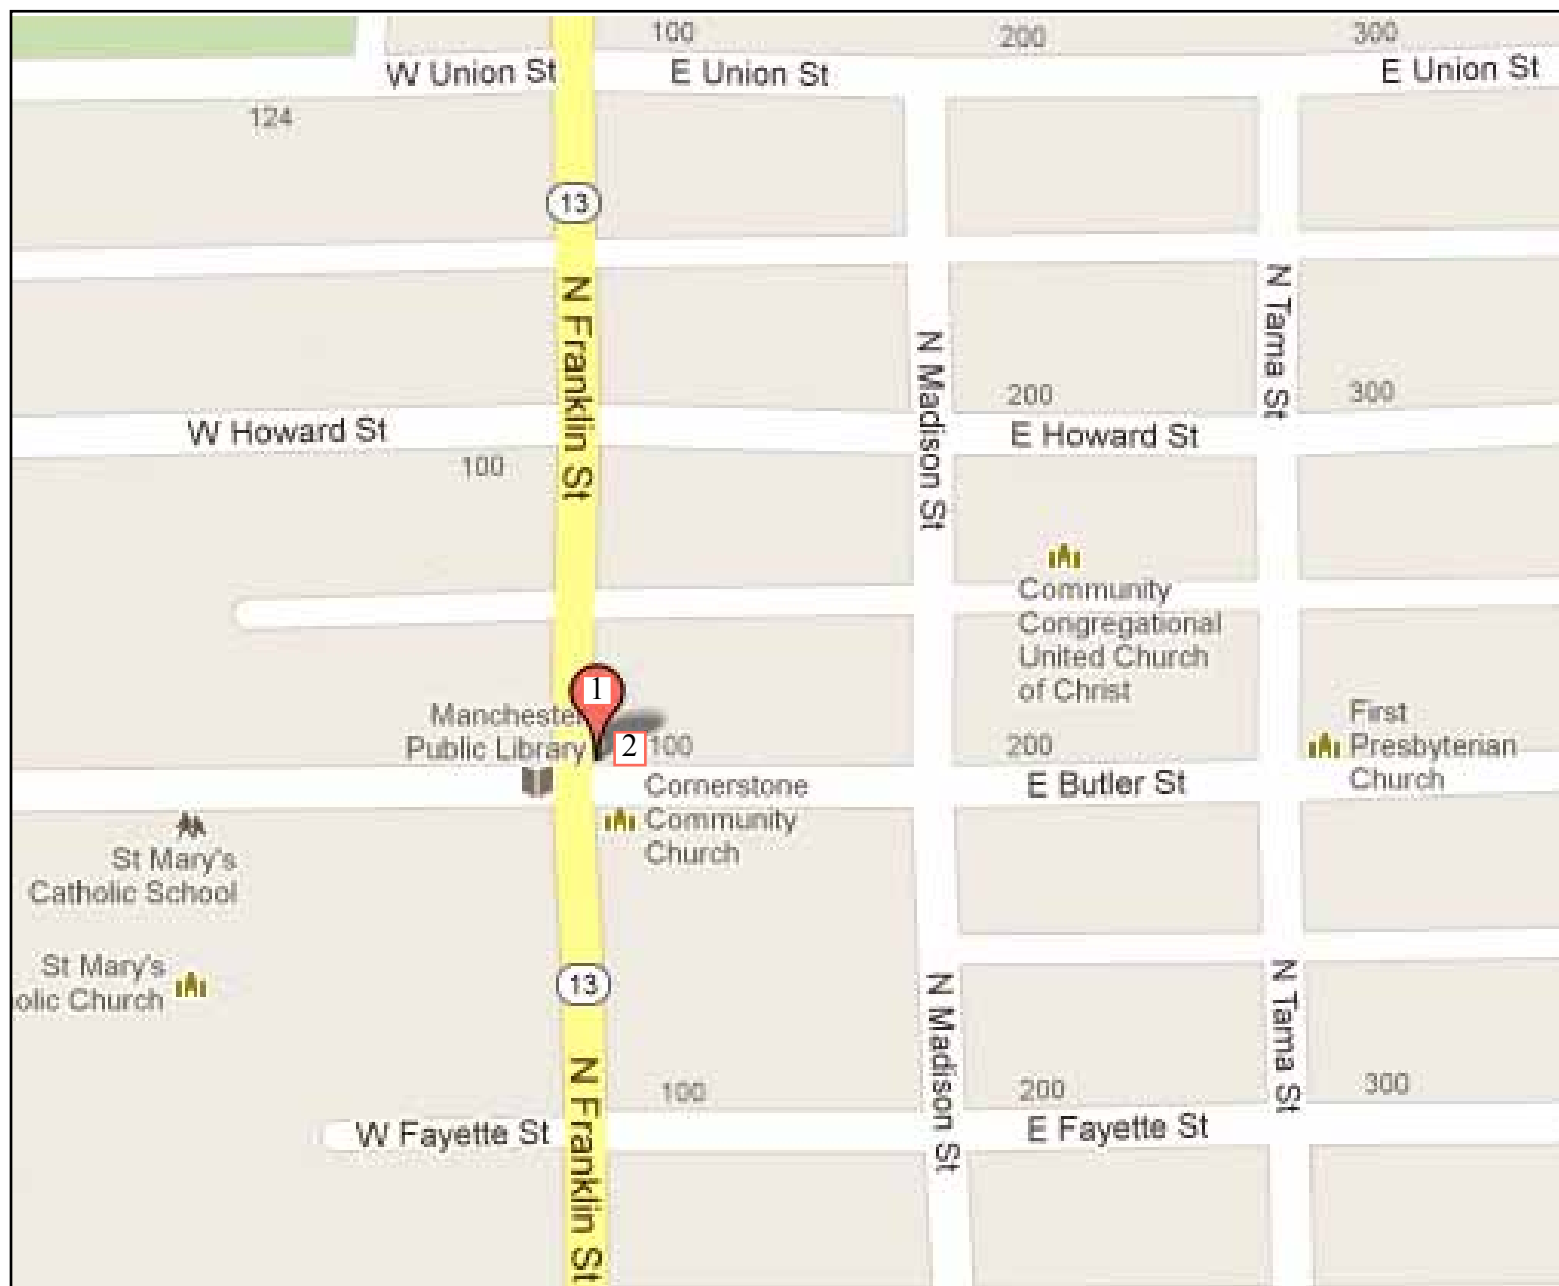 100
200
300
W Union St
E Union St
E Union St
124
13
N Franklin St
N Madison St
N Tama St
200
300
W Howard St
E Howard St
100
Community
Congregational
United Church
of Christ
1
Manchester
Public Library
2
100
200
First
Presbyterian
Church
E Butler St
Cornerstone
Community
Church
St Mary's
Catholic School
St Mary's
olic Church
13
N Franklin St
N Madison St
N Tama St
100
200
300
W Fayette St
E Fayette St